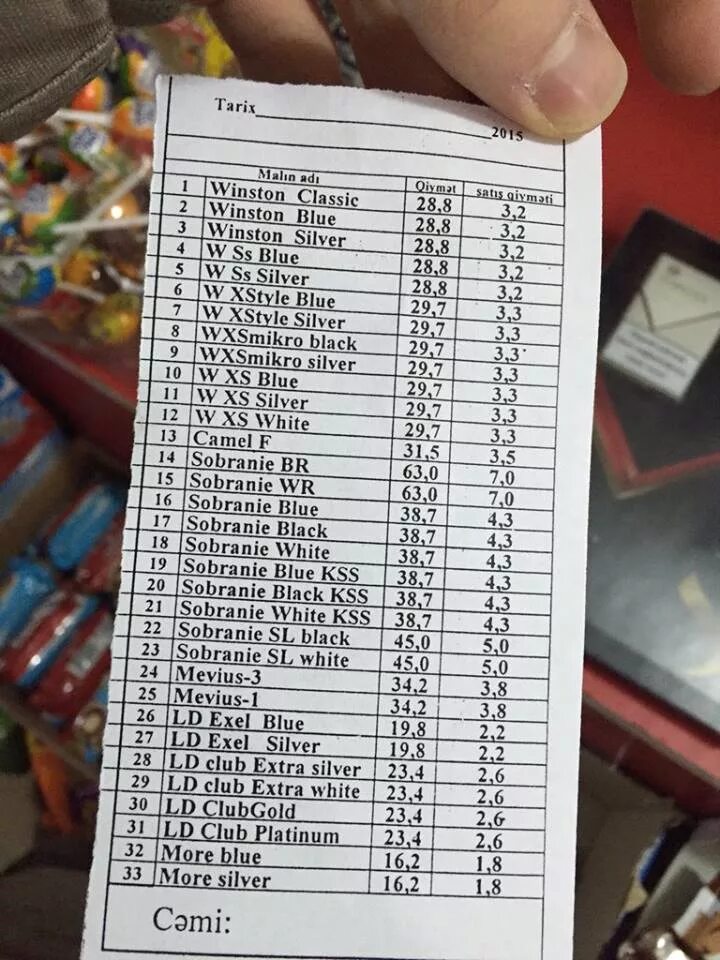 Tarix_______________2015
Malın adı Qiymət satış qiyməti
1 Winston Classic 28,8 3,2
2 Winston Blue 28,8 3,2
3 Winston Silver 28,8 3,2
4 W Ss Blue 28,8 3,2
5 W Ss Silver 28,8 3,2
6 W XStyle Blue 29,7 3,3
7 W XStyle Silver 29,7 3,3
8 WXSmikro black 29,7 3,3
9 WXSmikro silver 29,7 3,3
10 W XS Blue 29,7 3,3
11 W XS Silver 29,7 3,3
12 W XS White 29,7 3,3
13 Camel F 31,5 3,5
14 Sobranie BR 63,0 7,0
15 Sobranie WR 63,0 7,0
16 Sobranie Blue 38,7 4,3
17 Sobranie Black 38,7 4,3
18 Sobranie White 38,7 4,3
19 Sobranie Blue KSS 38,7 4,3
20 Sobranie Black KSS 38,7 4,3
21 Sobranie White KSS 38,7 4,3
22 Sobranie SL black 45,0 5,0
23 Sobranie SL white 45,0 5,0
24 Mevius-3 34,2 3,8
25 Mevius-1 34,2 3,8
26 LD Exel Blue 19,8 2,2
27 LD Exel Silver 19,8 2,2
28 LD club Extra silver 23,4 2,6
29 LD club Extra white 23,4 2,6
30 LD ClubGold 23,4 2,6
31 LD Club Platinum 23,4 2,6
32 More blue 16,2 1,8
33 More silver 16,2 1,8
Cəmi: